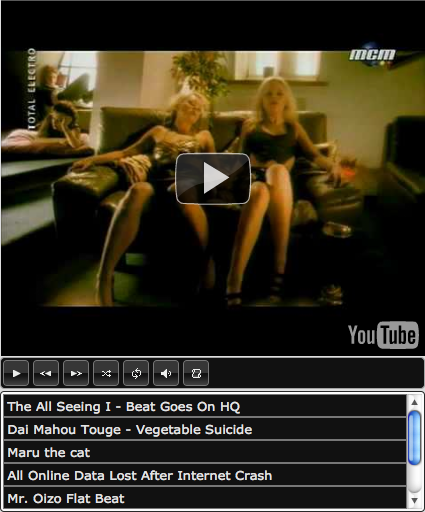 TOTAL ELECTRO
mcm
YouTube
The All Seeing I - Beat Goes On HQ
Dai Mahou Touge - Vegetable Suicide
Maru the cat
All Online Data Lost After Internet Crash
Mr. Oizo Flat Beat